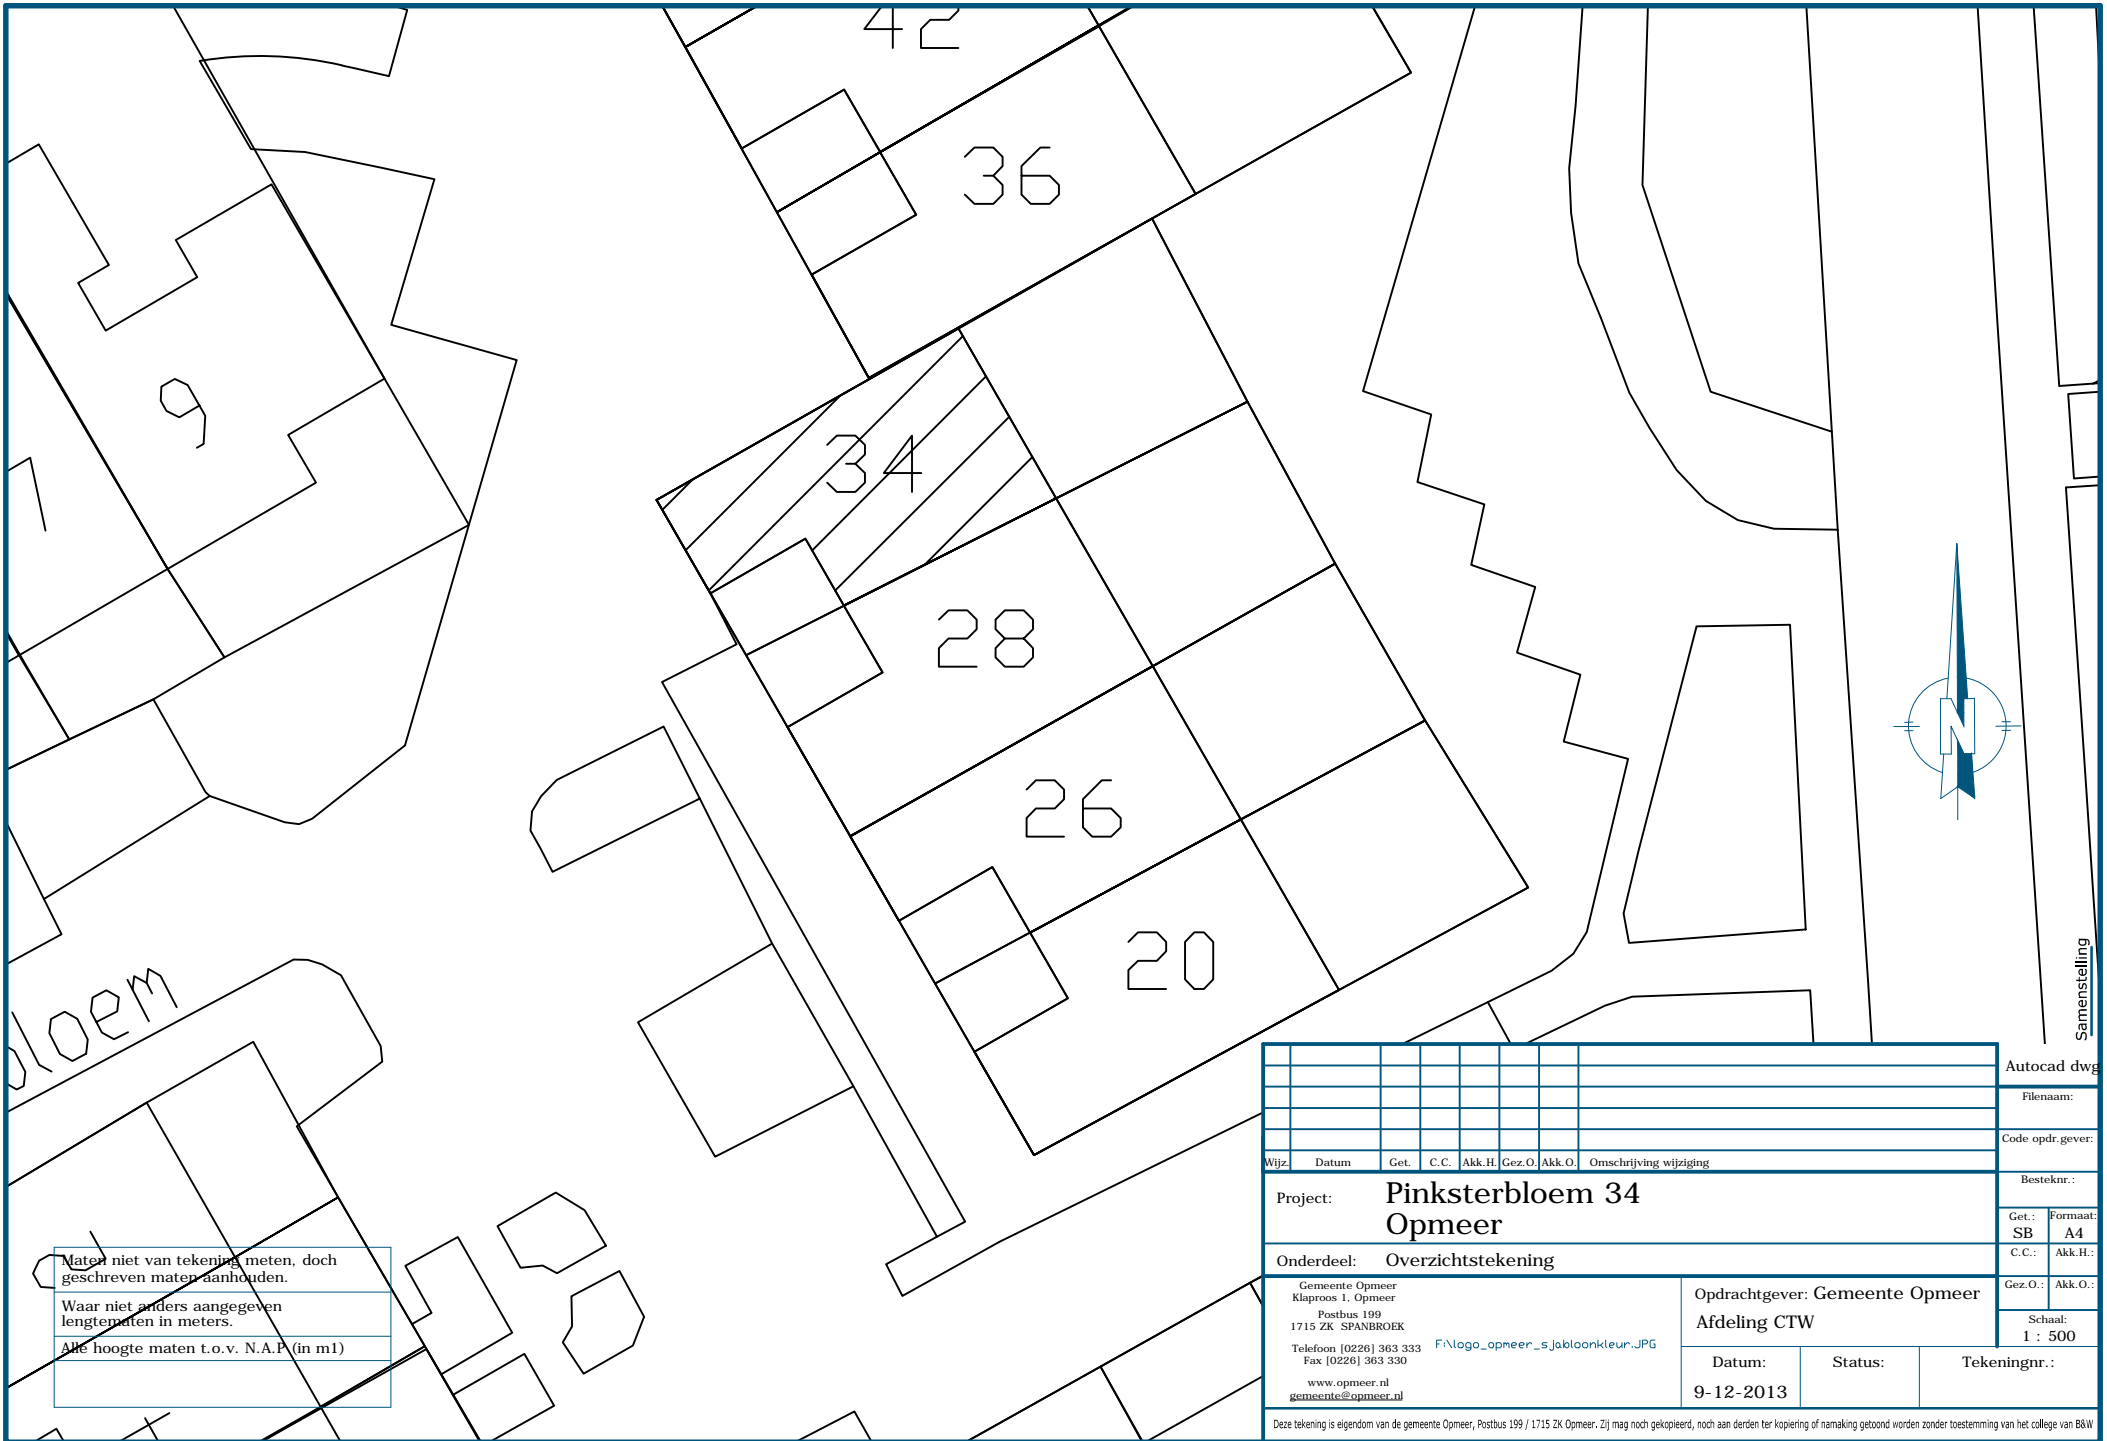 42
36
9
34
28
26
20
loem
Samenstelling
Maten niet van tekening meten, doch
geschreven maten aanhouden.
Waar niet anders aangegeven
lengtematen in meters.
Alle hoogte maten t.o.v. N.A.P (in m1)
N
Wijz. Datum Get. C.C. Akk.H. Gez.O. Akk.O. Omschrijving wijziging
Project: Pinksterbloem 34
Opmeer
Onderdeel: Overzichtstekening
Gemeente Opmeer
Klaproos 1, Opmeer
Postbus 199
1715 ZK SPANBROEK
Telefoon [0226] 363 333
Fax [0226] 363 330
www.opmeer.nl
gemeente@opmeer.nl
F:\logo_opmeer_sjabloonkleur.JPG
Opdrachtgever: Gemeente Opmeer
Afdeling CTW
Datum: Status: Tekeningnr.:
9-12-2013
Autocad dwg
Filenaam:
Code opdr.gever:
Besteknr.:
Get.: Formaat:
SB A4
C.C.: Akk.H.:
Gez.O.: Akk.O.:
Schaal:
1 : 500
Deze tekening is eigendom van de gemeente Opmeer, Postbus 199 / 1715 ZK Opmeer. Zij mag noch gekopieerd, noch aan derden ter kopiering of namaking getoond worden zonder toestemming van het college van B&W